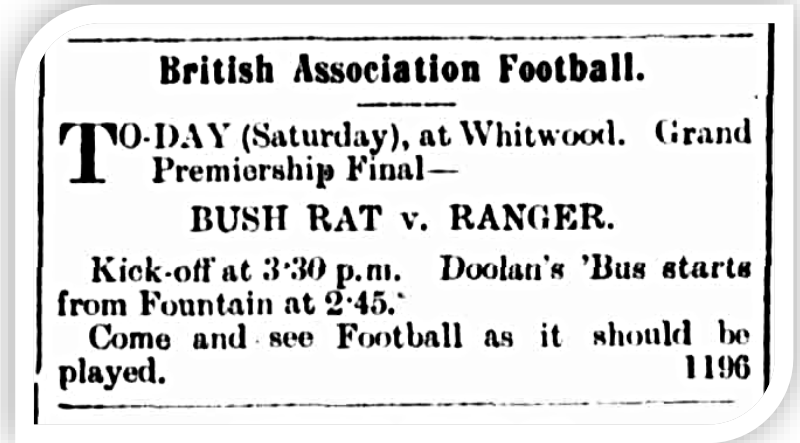 British Association Football.
TO-DAY (Saturday), at Whitwood. Grand
Premiership Final—
BUSH RAT v. RANGER.
Kick-off at 3·30 p.m. Doolan's 'Bus starts
from Fountain at 2·45.
Come and see Football as it should be
played. 1196